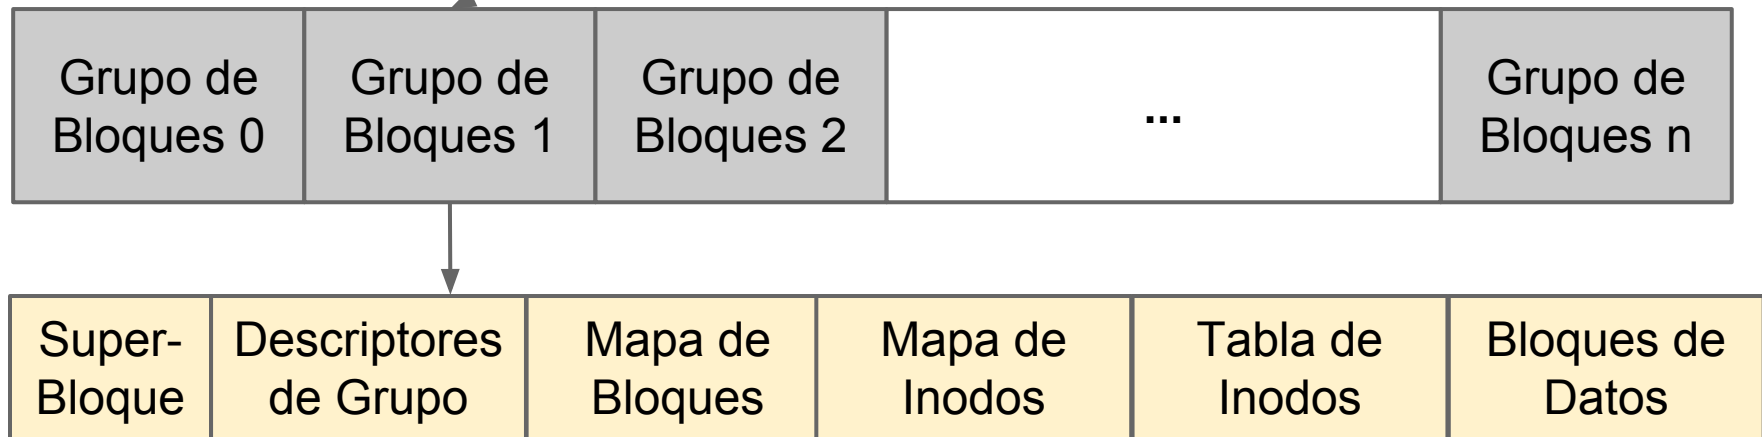 Grupo de
Bloques 0
Grupo de
Bloques 1
Grupo de
Bloques 2
...
Grupo de
Bloques n
Super-
Bloque
Descriptores
de Grupo
Mapa de
Bloques
Mapa de
Inodos
Tabla de
Inodos
Bloques de
Datos